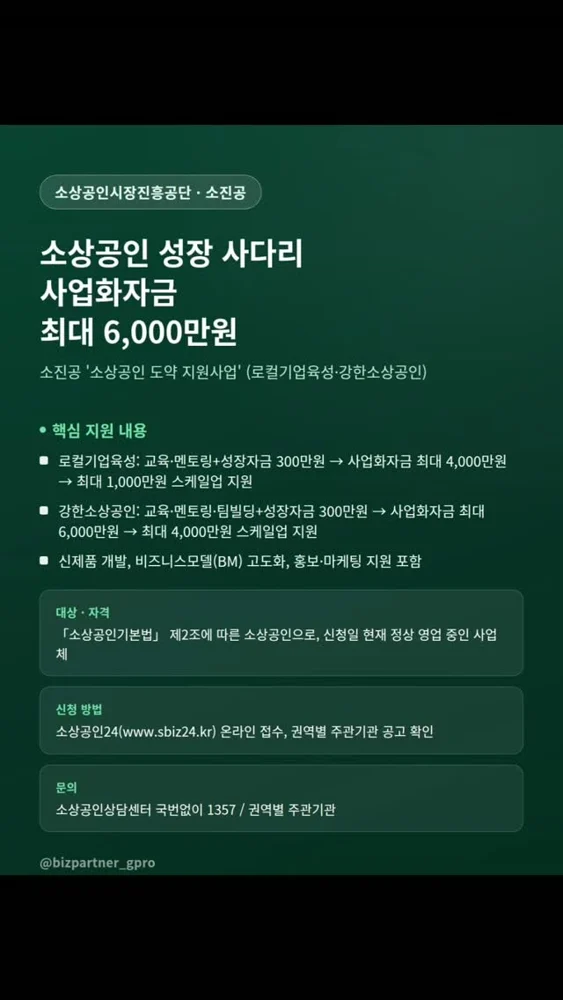 소상공인시장진흥공단 · 소진공
소상공인 성장 사다리
사업화자금
최대 6,000만원
소진공 '소상공인 도약 지원사업' (로컬기업육성·강한소상공인)
• 핵심 지원 내용
로컬기업육성: 교육·멘토링+성장자금 300만원 → 사업화자금 최대 4,000만원
→ 최대 1,000만원 스케일업 지원
강한소상공인: 교육·멘토링·팀빌딩+성장자금 300만원 → 사업화자금 최대
6,000만원 → 최대 4,000만원 스케일업 지원
신제품 개발, 비즈니스모델(BM) 고도화, 홍보·마케팅 지원 포함
대상 · 자격
「소상공인기본법」 제2조에 따른 소상공인으로, 신청일 현재 정상 영업 중인 사업
체
신청 방법
소상공인24(www.sbiz24.kr) 온라인 접수, 권역별 주관기관 공고 확인
문의
소상공인상담센터 국번없이 1357 / 권역별 주관기관
@bizpartner_gpro